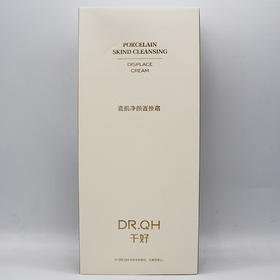 PORCELAIN
SKIND CLEANSING
DISPLACE
CREAM
瓷肌净颜置换霜
DR.QH
千好